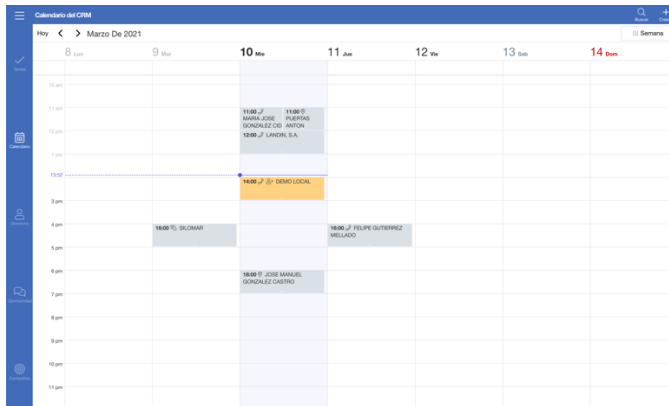 Calendario del CRM
Buscar
Hoy
Marzo De 2021
Semana
8 Lun
9 Mar
10 Mie
11 Jue
12 Vie
13 Sab
14 Dom
Tareas
Calendario
Directorio
10 am
11 am
12 pm
1 pm
13:52
3 pm
4 pm
5 pm
6 pm
7 pm
8 pm
9 pm
10 pm
11 pm
11:00 MARIA JOSE GONZALEZ CID
11:00 PUERTAS ANTON
12:00 LANDIN, S.A.
14:00 DEMO LOCAL
16:00 SILOMAR
16:00 FELIPE GUTIERREZ
MELLADO
18:00 JOSE MANUEL
GONZALEZ CASTRO